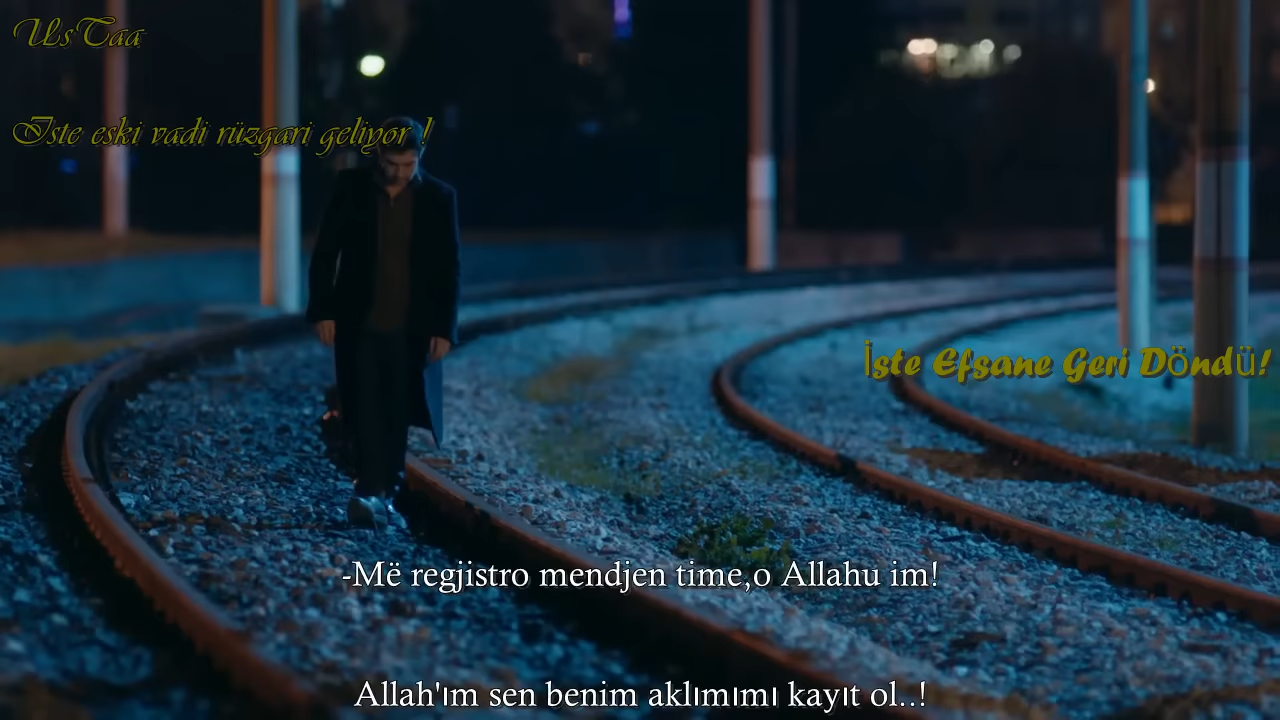 UsTaa
İste eski vadi rüzgari geliyor !
İste Efsane Geri Döndü!
-Më regjistro mendjen time,o Allahu im!
Allah'ım sen benim aklımımı kayıt ol..!